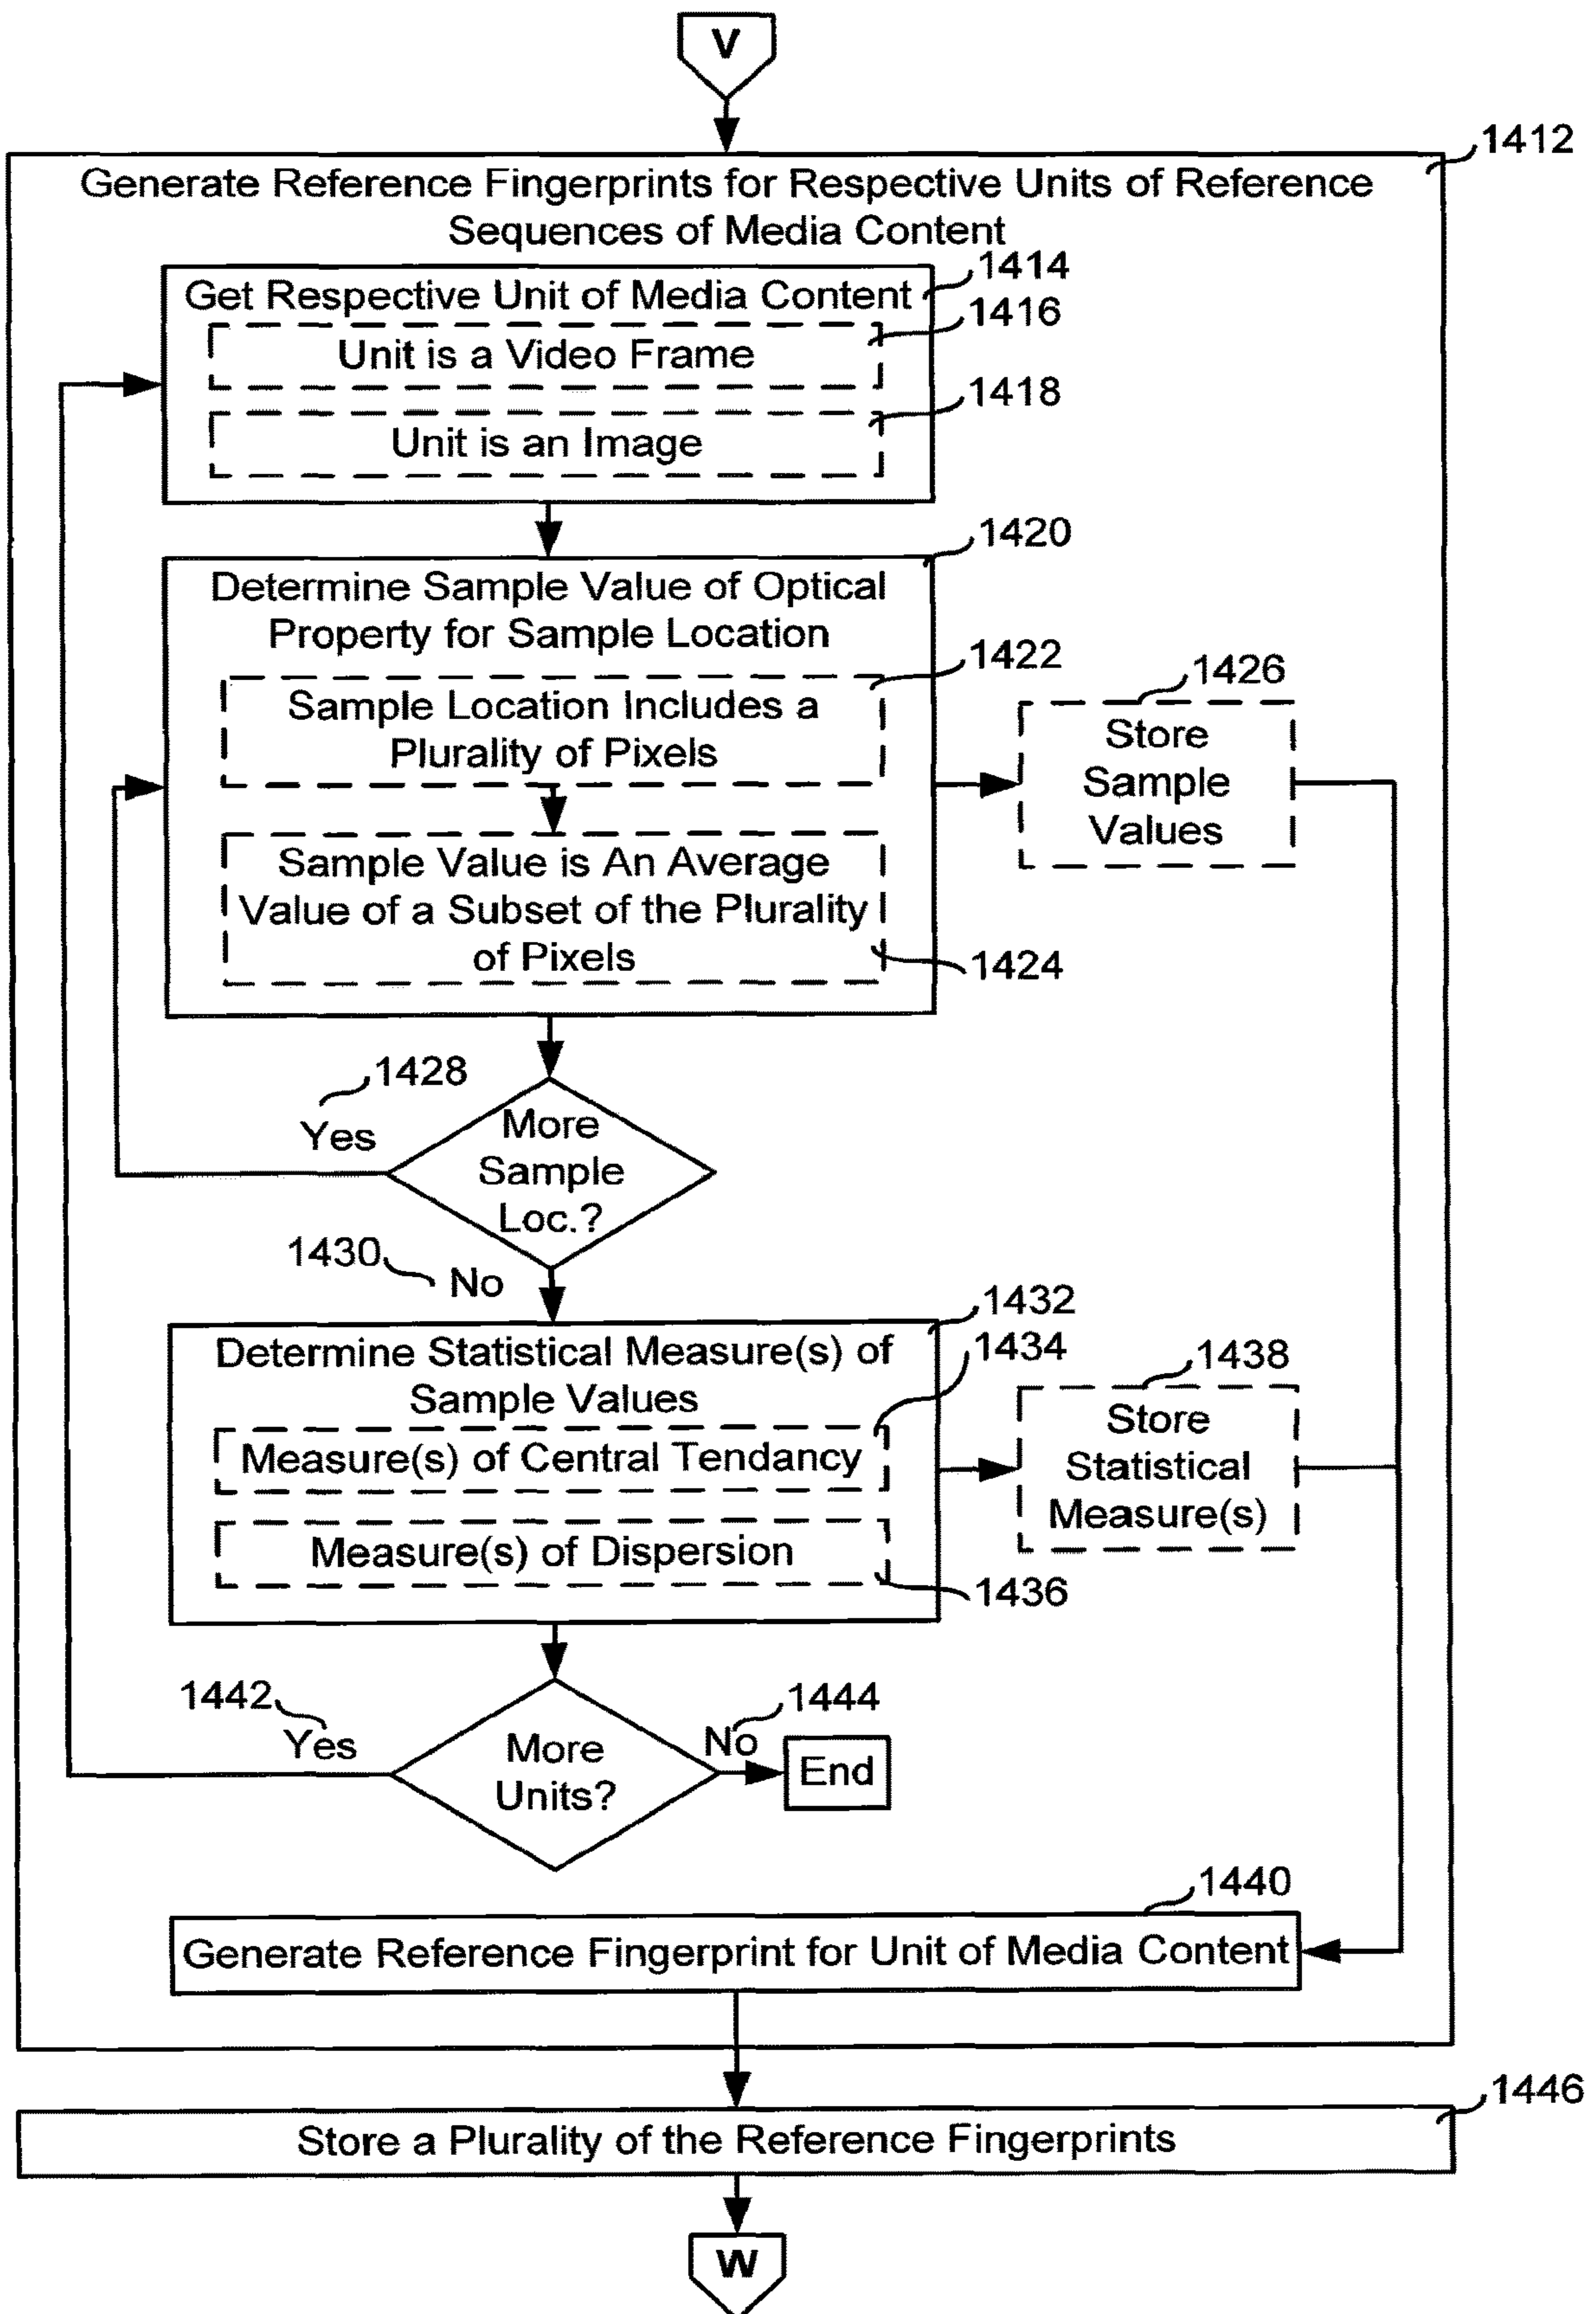 V
1412
Generate Reference Fingerprints for Respective Units of Reference
Sequences of Media Content
1414
Get Respective Unit of Media Content
1416
Unit is a Video Frame
1418
Unit is an Image
1420
Determine Sample Value of Optical
Property for Sample Location
1422
Sample Location Includes a
Plurality of Pixels
1426
Store
Sample
Values
Sample Value is An Average
Value of a Subset of the Plurality
of Pixels
1424
1428
Yes
More
Sample
Loc.?
1430
No
1432
Determine Statistical Measure(s) of
Sample Values
1434
Measure(s) of Central Tendancy
1438
Store
Statistical
Measure(s)
Measure(s) of Dispersion
1436
1442
Yes
More
Units?
1444
No
End
1440
Generate Reference Fingerprint for Unit of Media Content
1446
Store a Plurality of the Reference Fingerprints
W